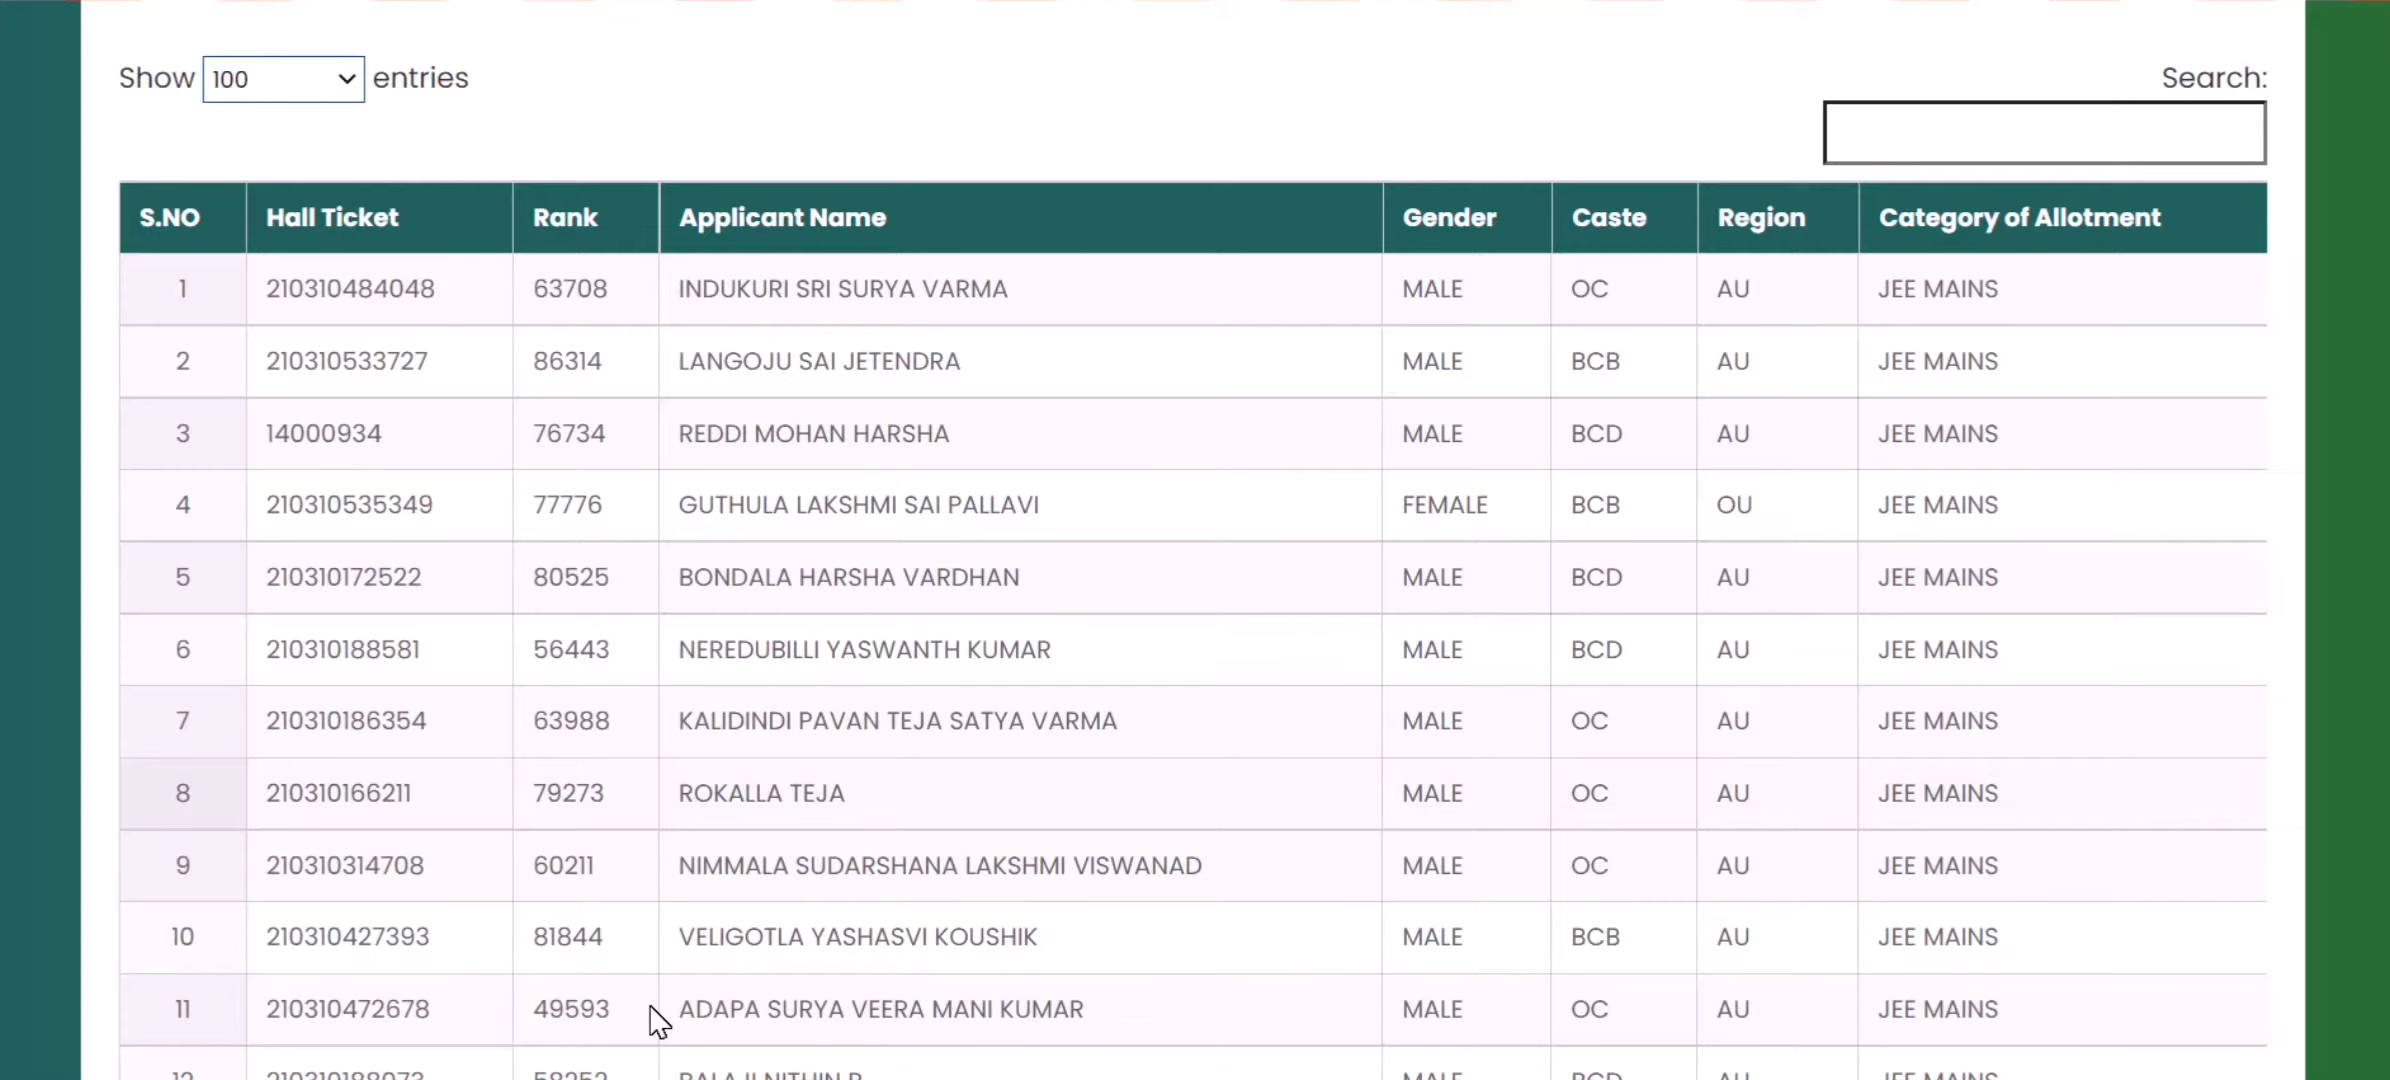 Show 100 entries
Search:
S.NO Hall Ticket Rank Applicant Name Gender Caste Region Category of Allotment
1 210310484048 63708 INDUKURI SRI SURYA VARMA MALE OC AU JEE MAINS
2 210310533727 86314 LANGOJU SAI JETENDRA MALE BCB AU JEE MAINS
3 14000934 76734 REDDI MOHAN HARSHA MALE BCD AU JEE MAINS
4 210310535349 77776 GUTHULA LAKSHMI SAI PALLAVI FEMALE BCB OU JEE MAINS
5 210310172522 80525 BONDALA HARSHA VARDHAN MALE BCD AU JEE MAINS
6 210310188581 56443 NEREDUBILLI YASWANTH KUMAR MALE BCD AU JEE MAINS
7 210310186354 63988 KALIDINDI PAVAN TEJA SATYA VARMA MALE OC AU JEE MAINS
8 210310166211 79273 ROKALLA TEJA MALE OC AU JEE MAINS
9 210310314708 60211 NIMMALA SUDARSHANA LAKSHMI VISWANAD MALE OC AU JEE MAINS
10 210310427393 81844 VELIGOTLA YASHASVI KOUSHIK MALE BCB AU JEE MAINS
11 210310472678 49593 ADAPA SURYA VEERA MANI KUMAR MALE OC AU JEE MAINS
12 MALE AU JEE MAINS